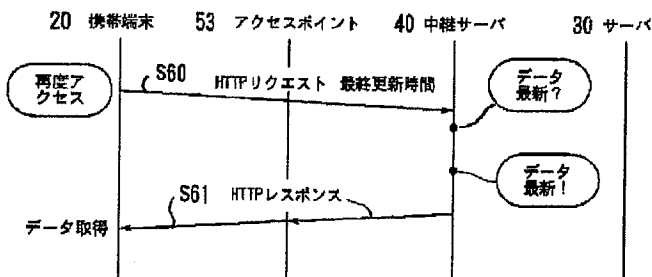 20 携帯端末 53 アクセスポイント 40 中継サーバ 30 サーバ
再度ア
クセス
S60 HTTPリクエスト 最終更新時間
データ
最新？
データ
最新！
S61 HTTPレスポンス
データ取得